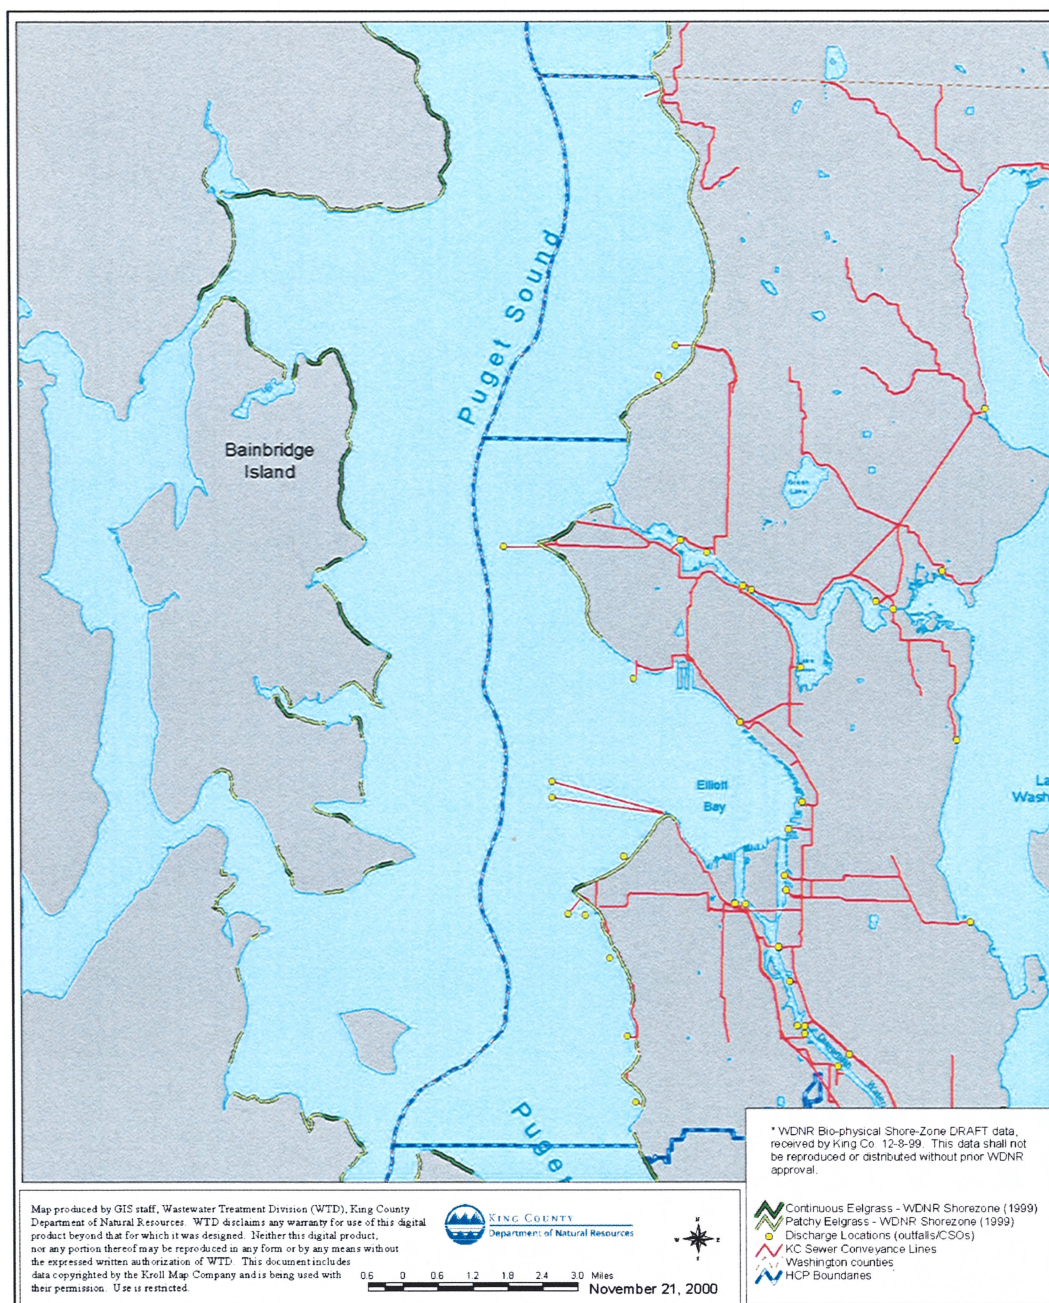 Puget Sound
Bainbridge
Island
Green
Lake
Elliott
Bay
La
Wash
Duwamish
Water
Puget
* WDNR Bio-physical Shore-Zone DRAFT data,
received by King Co. 12-8-99. This data shall not
be reproduced or distributed without prior WDNR
approval.
Continuous Eelgrass - WDNR Shorezone (1999)
Patchy Eelgrass - WDNR Shorezone (1999)
Discharge Locations (outfalls/CSOs)
KC Sewer Conveyance Lines
Washington counties
HCP Boundaries
Map produced by GIS staff, Wastewater Treatment Division (WTD), King County
Department of Natural Resources. WTD disclaims any warranty for use of this digital
product beyond that for which it was designed. Neither this digital product,
nor any portion thereof may be reproduced in any form or by any means without
the expressed written authorization of WTD. This document includes
data copyrighted by the Kroll Map Company and is being used with
their permission. Use is restricted.
KING COUNTY
Department of Natural Resources
N
S
0.6 0 0.6 1.2 1.8 2.4 3.0 Miles
November 21, 2000